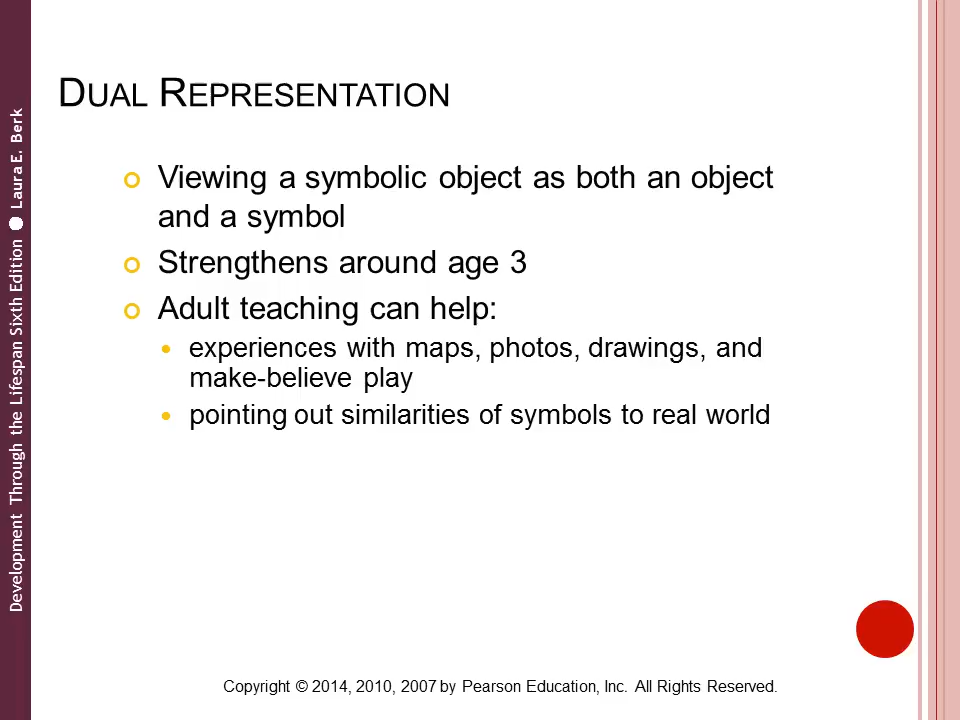 DUAL REPRESENTATION
Viewing a symbolic object as both an object
and a symbol
Strengthens around age 3
Adult teaching can help:
experiences with maps, photos, drawings, and
make-believe play
pointing out similarities of symbols to real world
Development Through the Lifespan Sixth Edition ● Laura E. Berk
Copyright © 2014, 2010, 2007 by Pearson Education, Inc. All Rights Reserved.